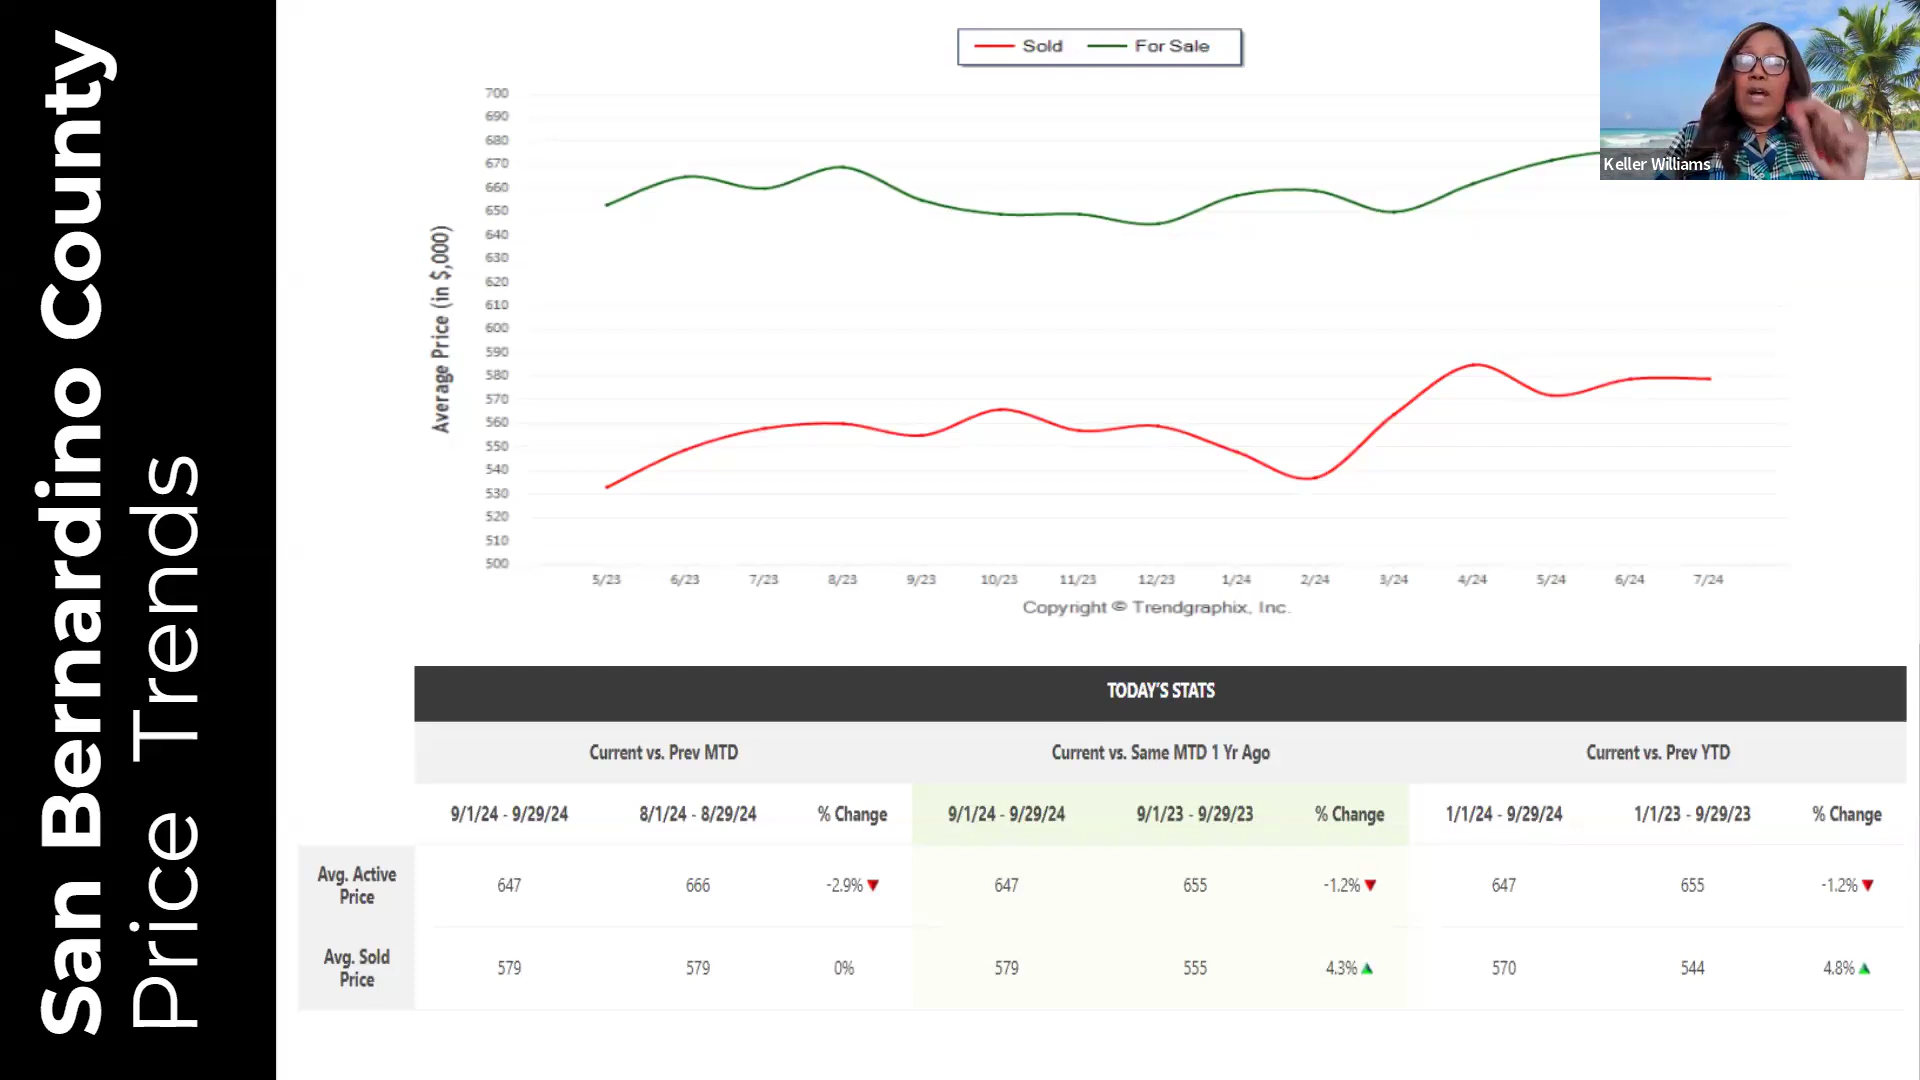 San Bernardino County
Price Trends
Sold For Sale
Keller Williams
700
690
680
670
660
650
640
630
620
610
600
590
580
570
560
550
540
530
520
510
500
Average Price (in $,000)
5/23 6/23 7/23 8/23 9/23 10/23 11/23 12/23 1/24 2/24 3/24 4/24 5/24 6/24 7/24
Copyright © Trendgraphix, Inc.
TODAY'S STATS
Current vs. Prev MTD Current vs. Same MTD 1 Yr Ago Current vs. Prev YTD
9/1/24 - 9/29/24 8/1/24 - 8/29/24 % Change 9/1/24 - 9/29/24 9/1/23 - 9/29/23 % Change 1/1/24 - 9/29/24 1/1/23 - 9/29/23 % Change
Avg. Active
Price
647 666 -2.9% 647 655 -1.2% 647 655 -1.2%
Avg. Sold
Price
579 579 0% 579 555 4.3% 570 544 4.8%